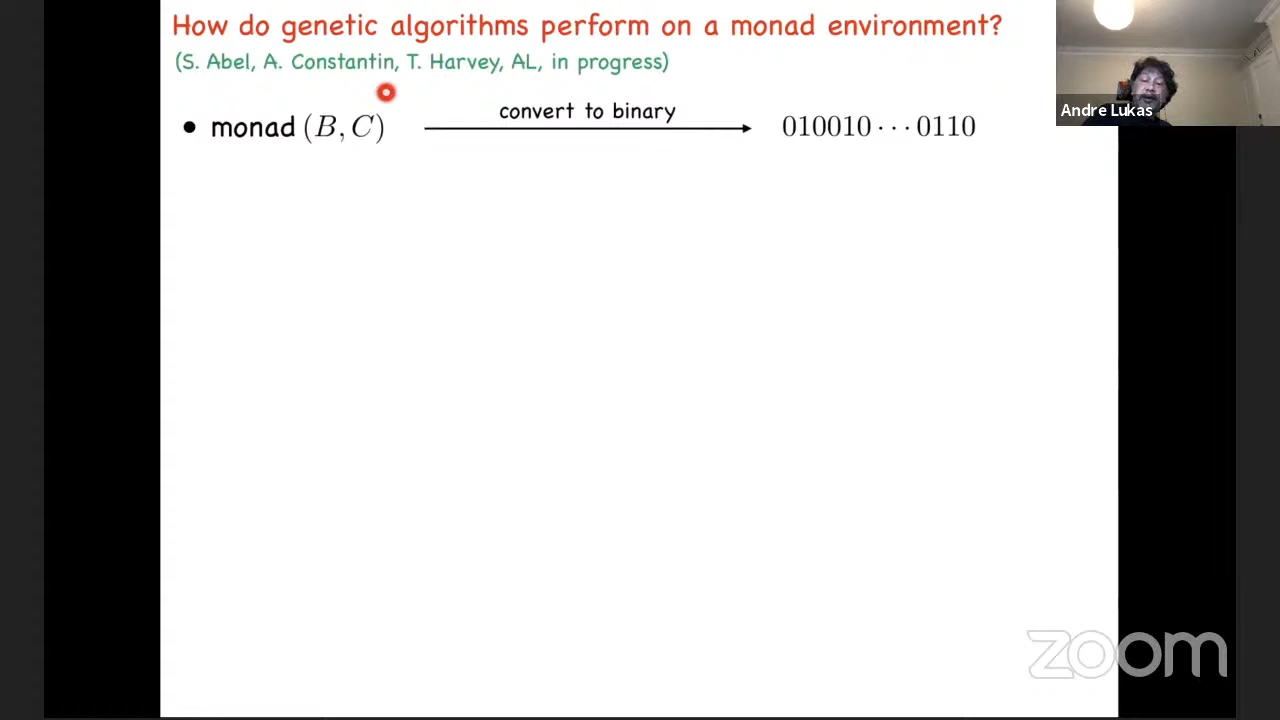 How do genetic algorithms perform on a monad environment?
(S. Abel, A. Constantin, T. Harvey, AL, in progress)
Andre Lukas
convert to binary
• monad (B, C) 010010 · · · 0110
zoom